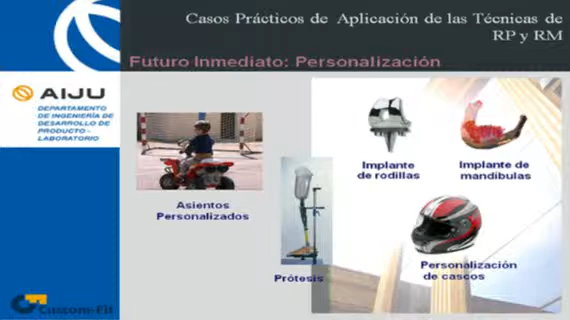 Casos Prácticos de Aplicación de las Técnicas de
RP y RM
Futuro Inmediato: Personalización
AIJU
DEPARTAMENTO
DE INGENIERÍA DE
DESARROLLO DE
PRODUCTO -
LABORATORIO
Implante
de rodillas
Implante de
mandíbulas
Asientos
Personalizados
Prótesis
Personalización
de cascos
Custom-Fit